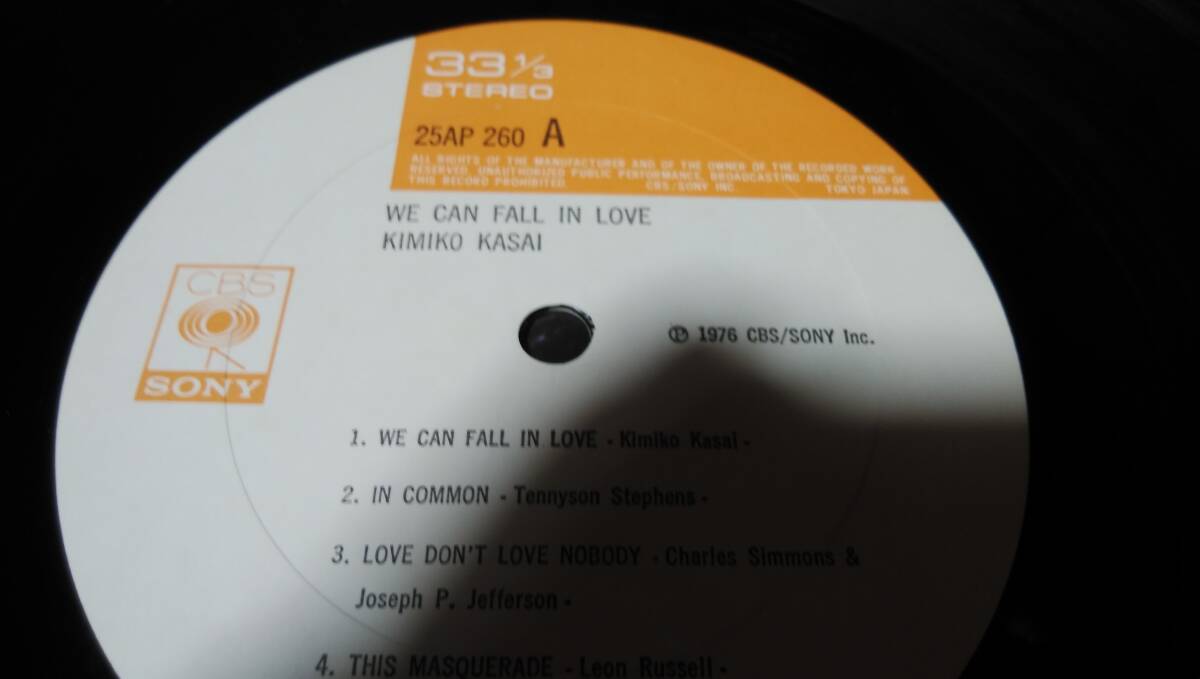 33 1/3
STEREO
25AP 260 A
ALL RIGHTS OF THE MANUFACTURER AND OF THE OWNER OF THE RECORDED WORK
RESERVED. UNAUTHORIZED PUBLIC PERFORMANCE, BROADCASTING AND COPYING OF
THIS RECORD PROHIBITED. CBS/SONY INC. TOKYO JAPAN
WE CAN FALL IN LOVE
KIMIKO KASAI
CBS
SONY
Ⓟ 1976 CBS/SONY Inc.
1. WE CAN FALL IN LOVE - Kimiko Kasai -
2. IN COMMON - Tennyson Stephens -
3. LOVE DON'T LOVE NOBODY - Charles Simmons &
Joseph P. Jefferson -
4. THIS MASQUERADE - Leon Russell -